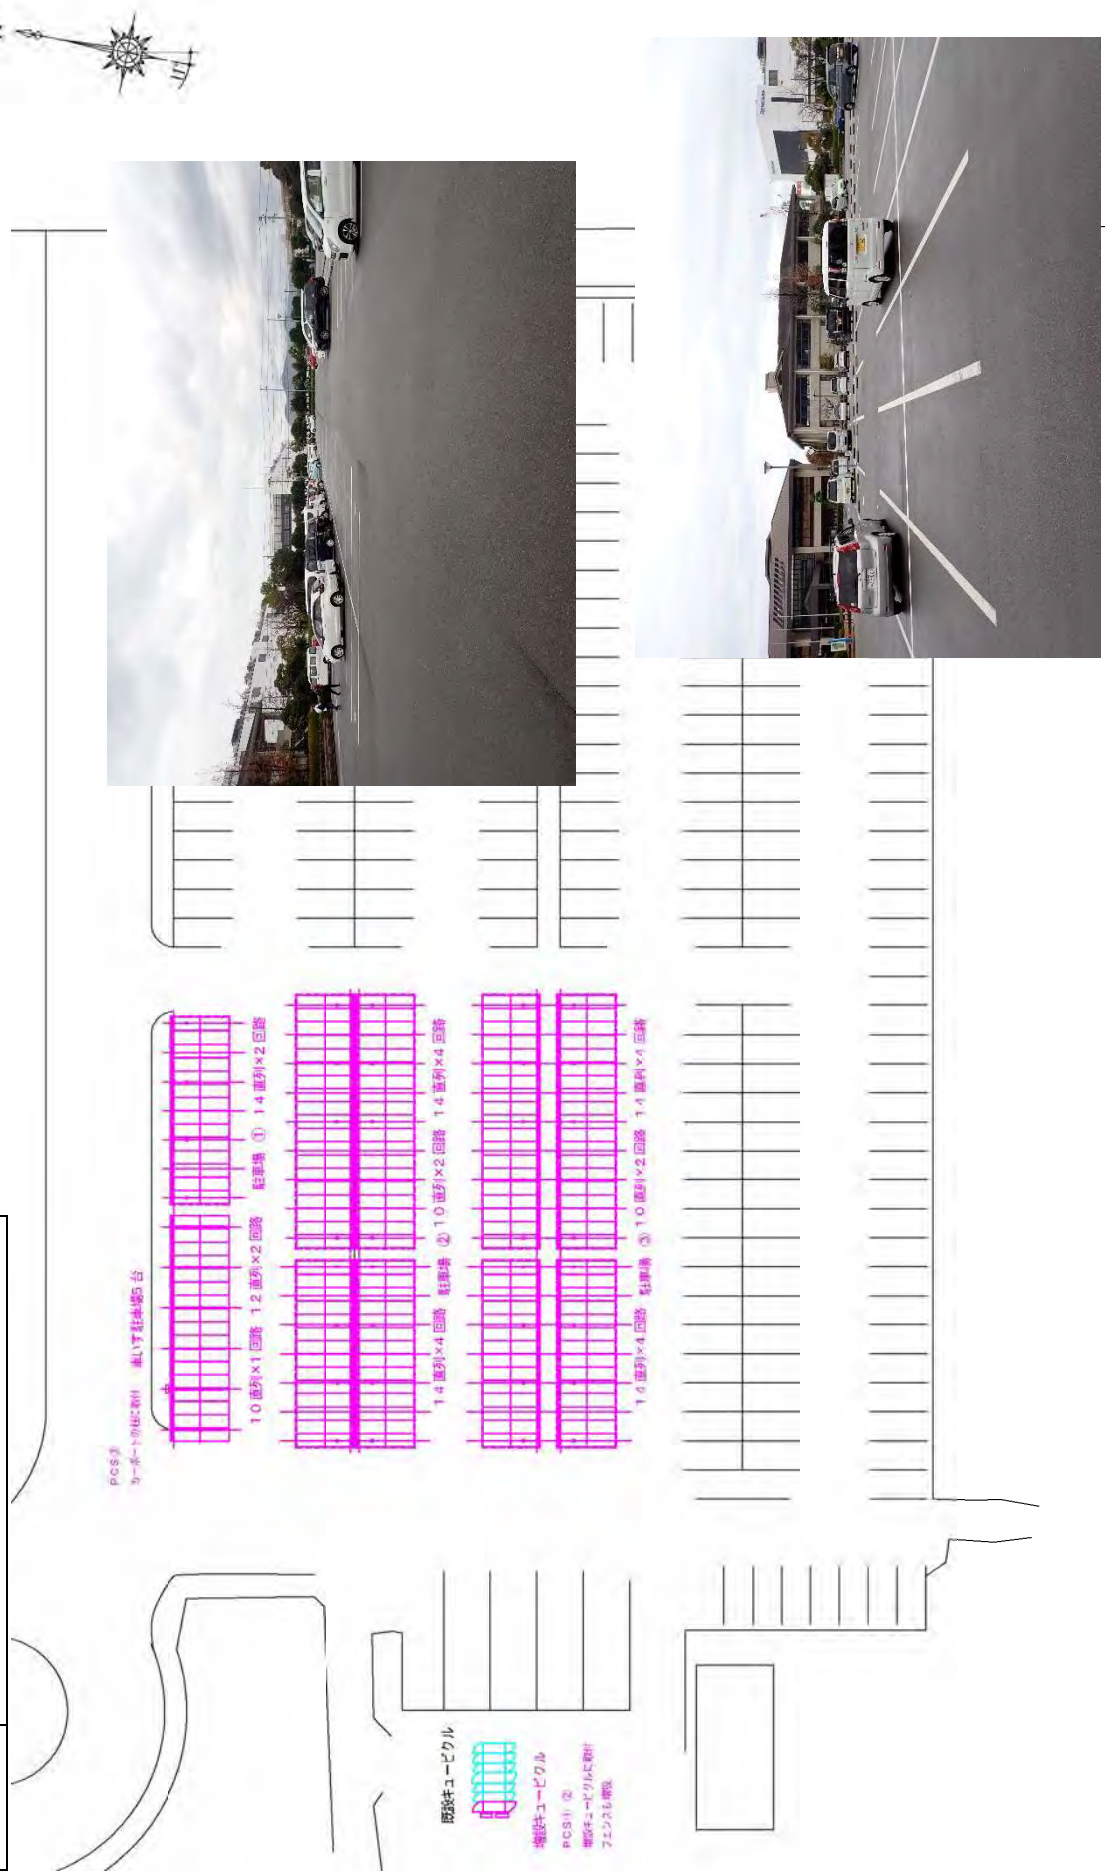 PCS③
カーポートの柱に取付
車いす駐車場5台
10直列×1回路 12直列×2回路
駐車場 ① 14直列×2回路
14直列×4回路
駐車場 ②
10直列×2回路 14直列×4回路
14直列×4回路
駐車場 ③
10直列×2回路 14直列×4回路
既設キュービクル
増設キュービクル
PCS① ②
増設キュービクルに取付
フェンスも増設